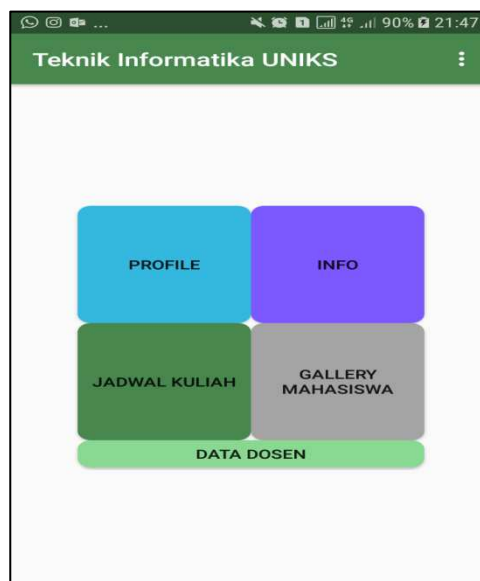 90% 21:47
Teknik Informatika UNIKS
PROFILE
INFO
JADWAL KULIAH
GALLERY
MAHASISWA
DATA DOSEN